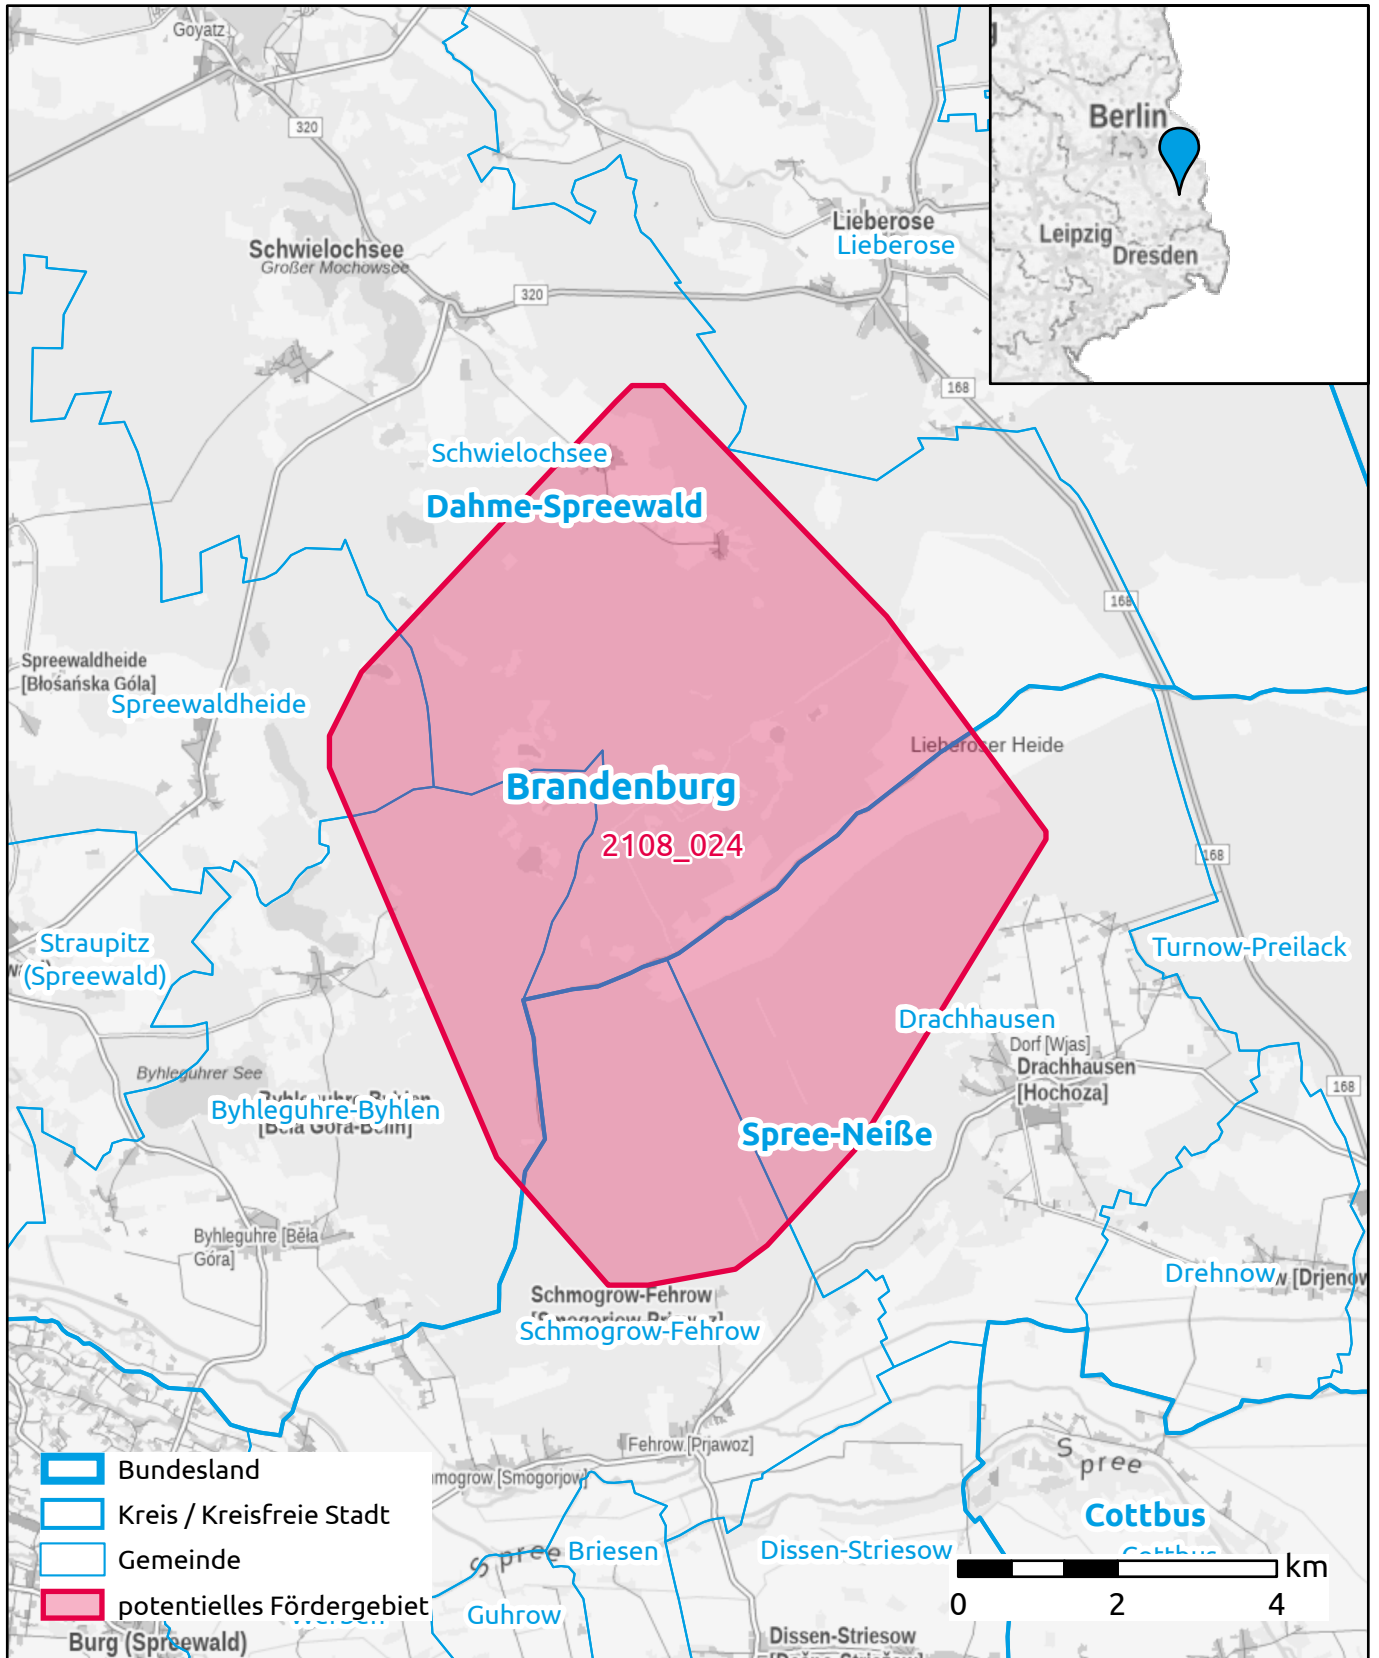 Goyatz
320
Berlin
Leipzig
Dresden
Lieberose
Lieberose
Schwielochsee
Großer Mochowsee
320
168
Schwielochsee
Dahme-Spreewald
168
Spreewaldheide
[Błośańska Góla]
Spreewaldheide
Lieberoser Heide
Brandenburg
2108_024
168
Straupitz
(Spreewald)
Turnow-Preilack
Drachhausen
Dorf [Wjas]
Drachhausen
[Hochoza]
168
Byhleguhrer See
Byhleguhre-Byhlen
Spree-Neiße
Byhleguhre [Běła
Góra]
Drehnow
[Drjenow
Schmogrow-Fehrow
Schmogrow-Fehrow
Fehrow [Prjawoz]
mogrow [Smogorjow]
Spree
Cottbus
Spree
Briesen
Dissen-Striesow
Guhrow
Bundesland
Kreis / Kreisfreie Stadt
Gemeinde
potentielles Fördergebiet
km
0 2 4
Burg (Spreewald)
Dissen-Striesow